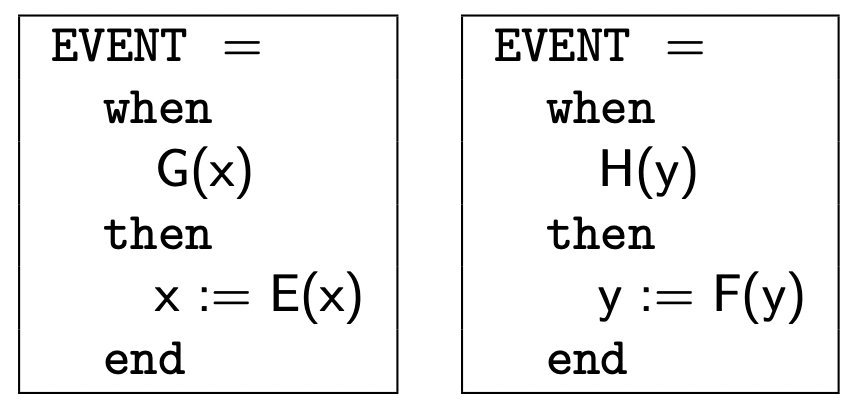 EVENT =
when
G(x)
then
x := E(x)
end
EVENT =
when
H(y)
then
y := F(y)
end